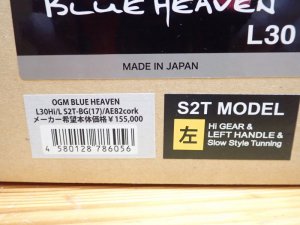 BLUE HEAVEN
L30
MADE IN JAPAN
OGM BLUE HEAVEN
L30Hi/L S2T-BG(17)/AE82cork
メーカー希望本体価格￥155,000
4 580128 786056
S2T MODEL
左
Hi GEAR &
LEFT HANDLE &
Slow Style Tunning